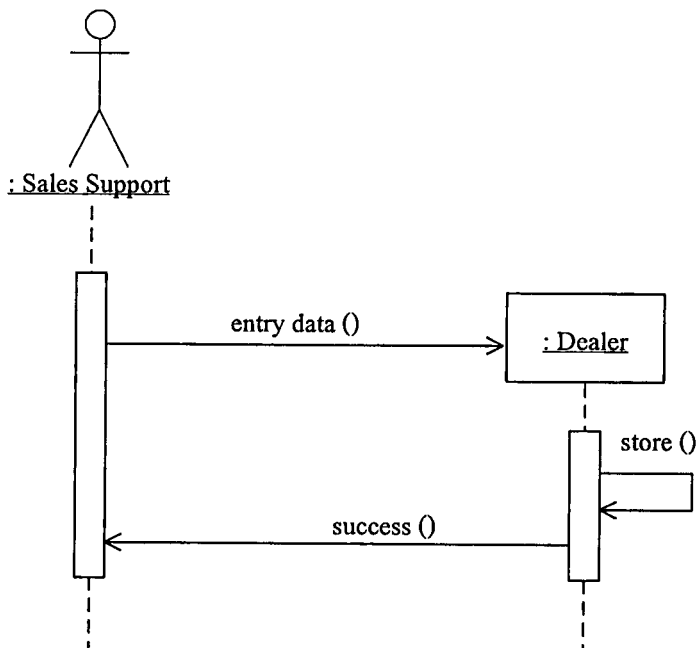 : Sales Support
entry data ()
: Dealer
store ()
success ()